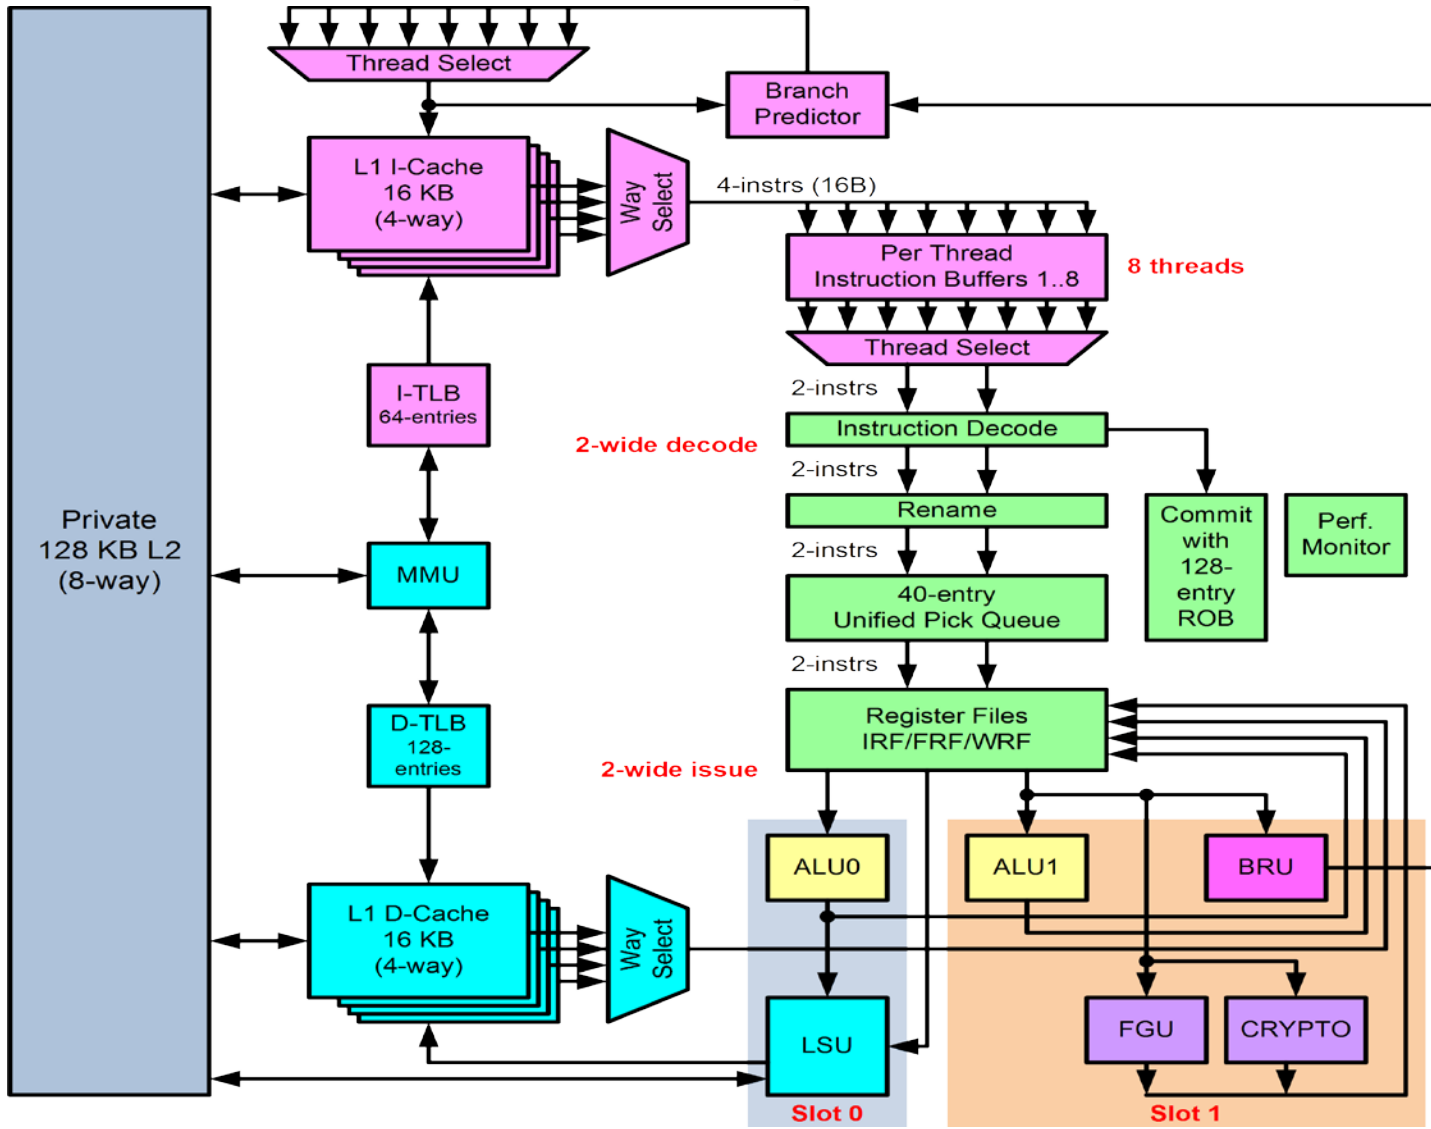 Thread Select
Branch
Predictor
L1 I-Cache
16 KB
(4-way)
Way
Select
4-instrs (16B)
Per Thread
Instruction Buffers 1..8
8 threads
Thread Select
I-TLB
64-entries
2-instrs
Instruction Decode
2-wide decode
2-instrs
Rename
Private
128 KB L2
(8-way)
MMU
2-instrs
40-entry
Unified Pick Queue
Commit
with
128-
entry
ROB
Perf.
Monitor
2-instrs
D-TLB
128-
entries
Register Files
IRF/FRF/WRF
2-wide issue
ALU0
ALU1
BRU
L1 D-Cache
16 KB
(4-way)
Way
Select
LSU
FGU
CRYPTO
Slot 0
Slot 1